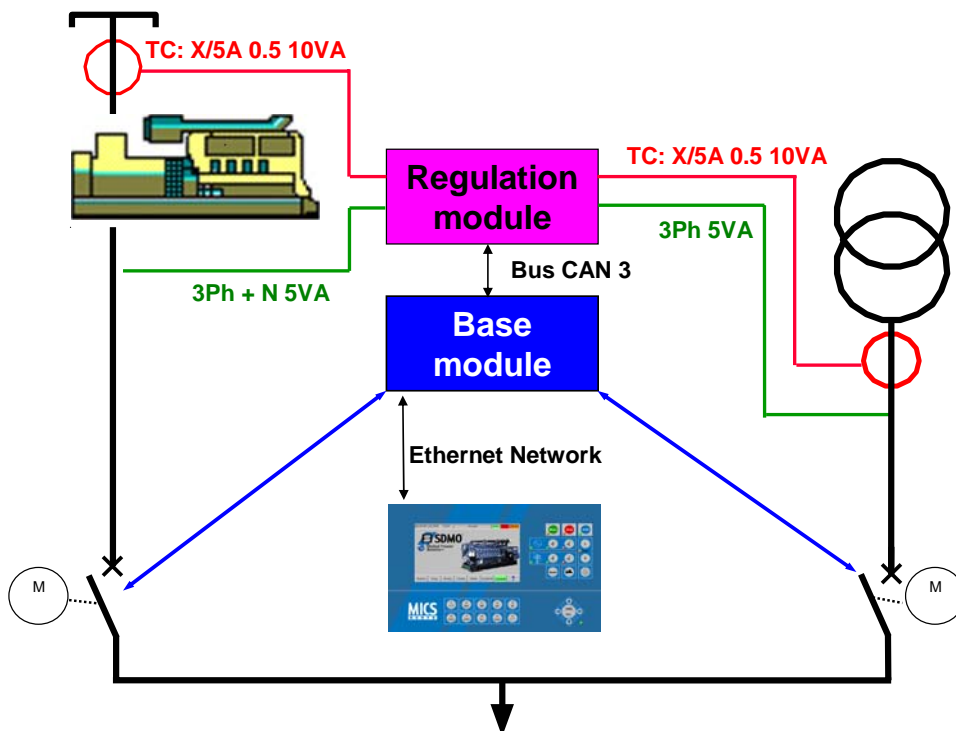 TC: X/5A 0.5 10VA
Regulation
module
TC: X/5A 0.5 10VA
3Ph 5VA
Bus CAN 3
3Ph + N 5VA
Base
module
Ethernet Network
SDMO
MICS
M
M